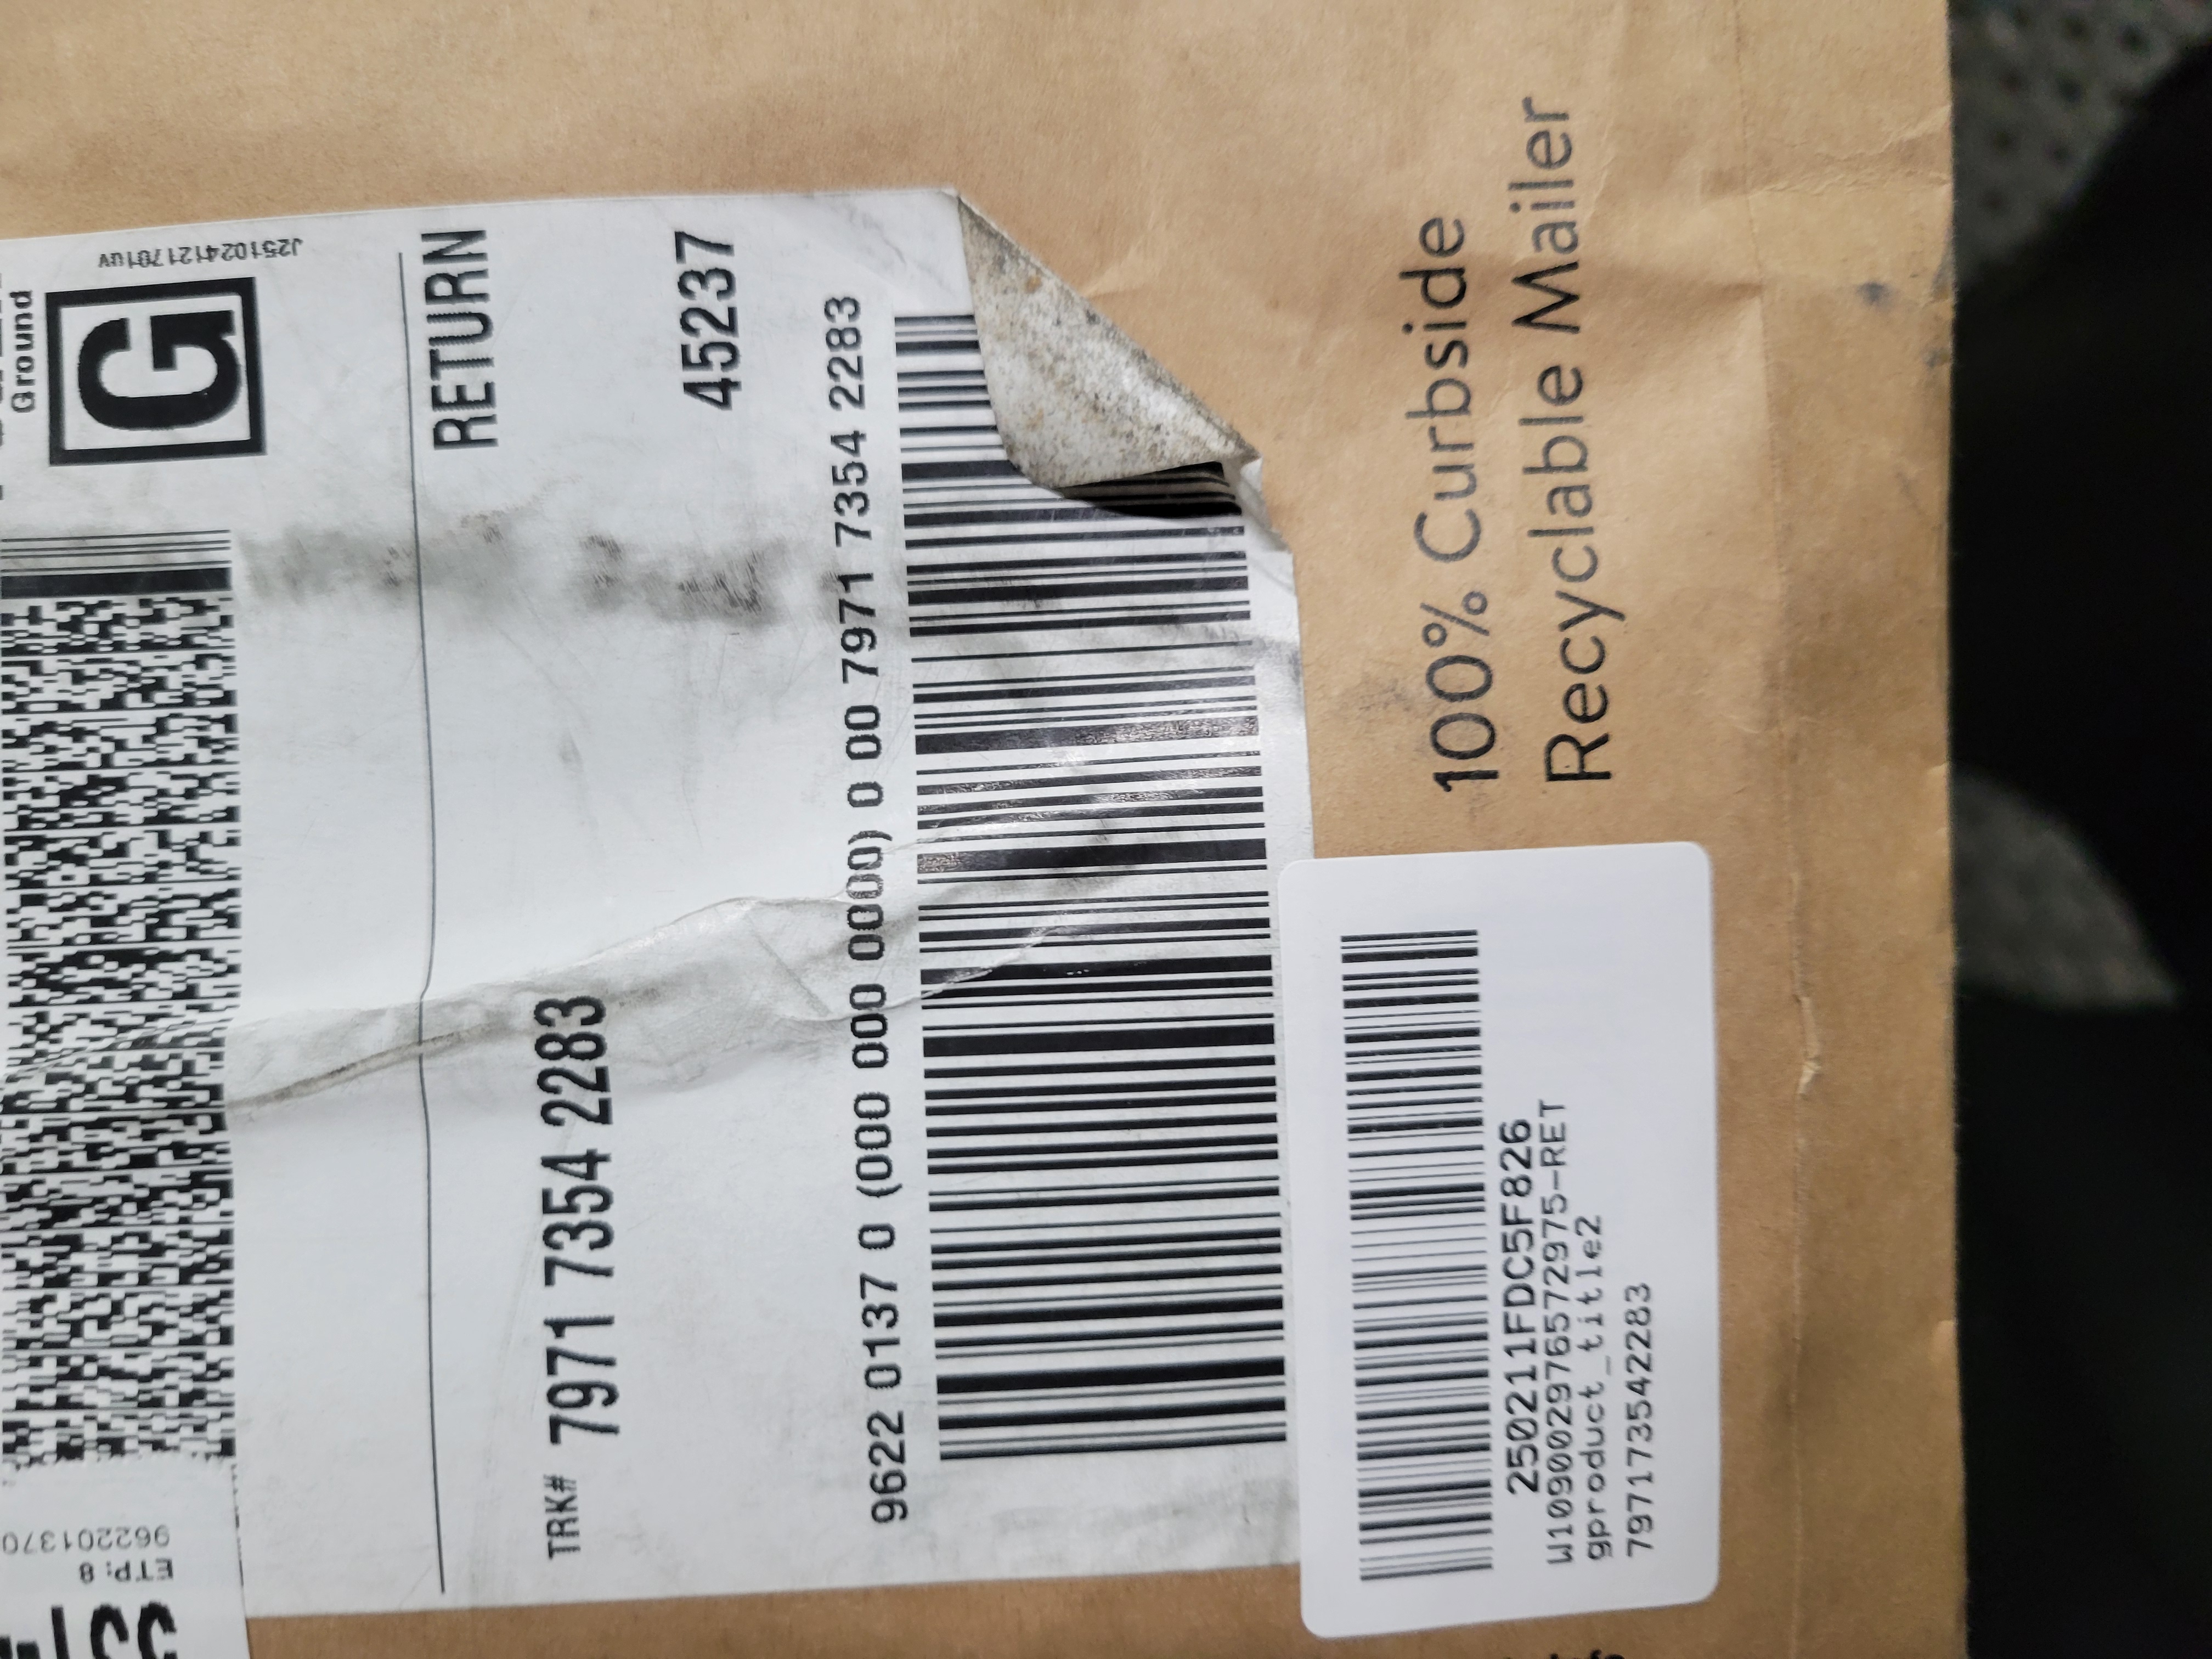 Ground
G
J251024121701uv
RETURN
45237
TRK# 7971 7354 2283
9622 0137 0 (000 000 0000) 0 00 7971 7354 2283
ETP: 8
962201370
100% Curbside
Recyclable Mailer
250211FDC5F826
W109002976572975-RET
gproduct_title2
797173542283